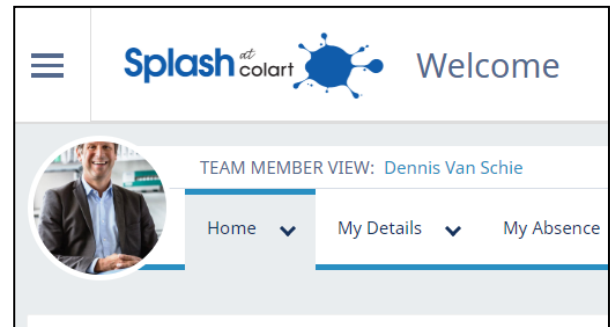 Splash at colart Welcome
TEAM MEMBER VIEW: Dennis Van Schie
Home My Details My Absence